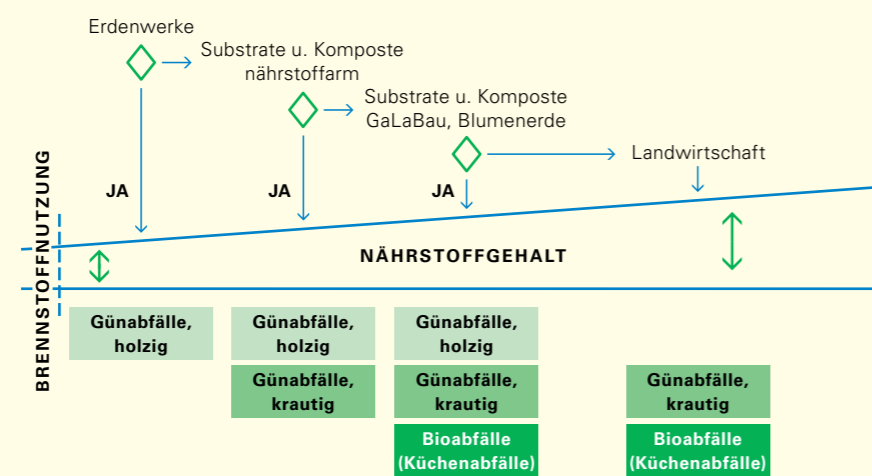 Erdenwerke
Substrate u. Komposte
nährstoffarm
Substrate u. Komposte
GaLaBau, Blumenerde
Landwirtschaft
JA
JA
JA
BRENNSTOFFNUTZUNG
NÄHRSTOFFGEHALT
Günabfälle,
holzig
Günabfälle,
holzig
Günabfälle,
holzig
Günabfälle,
krautig
Günabfälle,
krautig
Günabfälle,
krautig
Bioabfälle
(Küchenabfälle)
Bioabfälle
(Küchenabfälle)